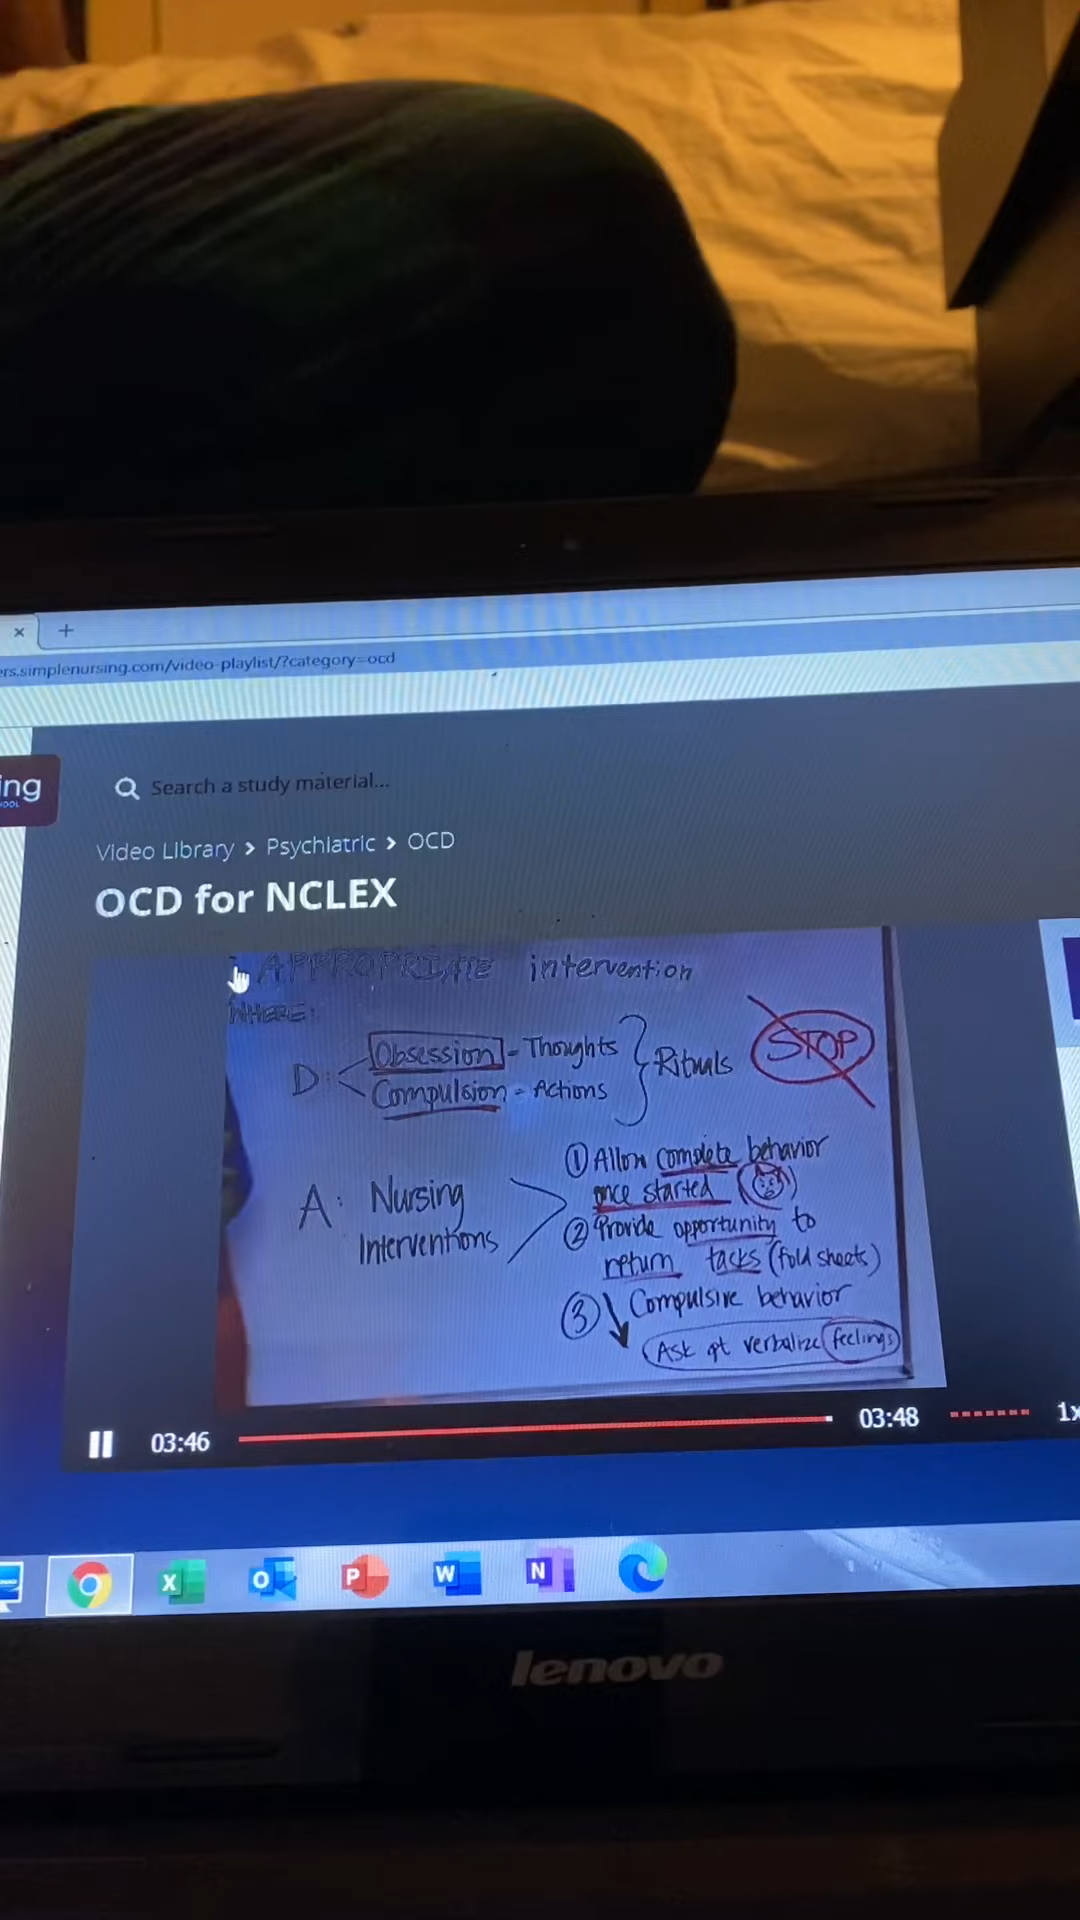 × +
ers.simplenursing.com/video-playlist/?category=ocd
ing
OOL
Search a study material...
Video Library > Psychiatric > OCD
OCD for NCLEX
APPROPRIATE intervention
WHERE:
D: Obsession - Thoughts
Compulsion - Actions
Rituals
STOP
A: Nursing
Interventions
① Allow complete behavior
once started
② Provide opportunity to
return tacks (fold sheets)
③ ↓ Compulsive behavior
Ask pt verbalize feelings
03:46
03:48
1x
X
O
P
W
N
lenovo